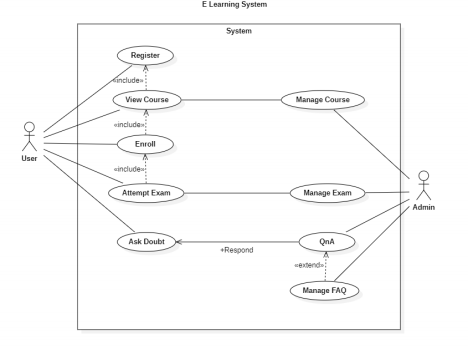 E Learning System
System
Register
«include»
View Course
Manage Course
«include»
Enroll
User
«include»
Attempt Exam
Manage Exam
Admin
Ask Doubt
QnA
+Respond
«extend»
Manage FAQ